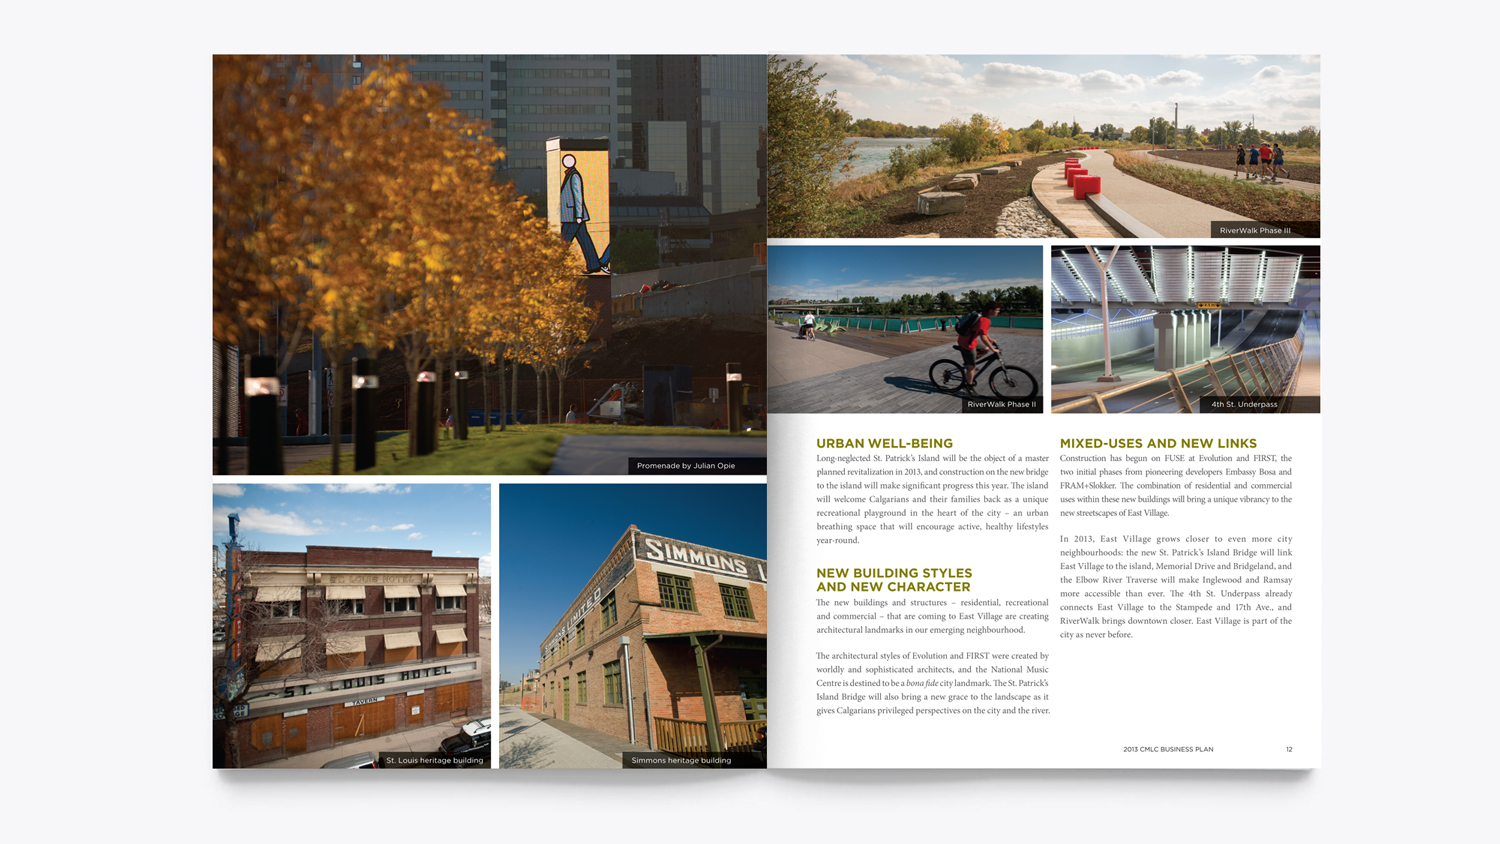 Promenade by Julian Opie
ST. LOUIS HOTEL
ST. LOUIS HOTEL
TAVERN
St. Louis heritage building
SIMMONS L
SIMMONS LIMITED
Simmons heritage building
RiverWalk Phase III
RiverWalk Phase II
4th St. Underpass
URBAN WELL-BEING
Long-neglected St. Patrick's Island will be the object of a master
planned revitalization in 2013, and construction on the new bridge
to the island will make significant progress this year. The island
will welcome Calgarians and their families back as a unique
recreational playground in the heart of the city – an urban
breathing space that will encourage active, healthy lifestyles
year-round.
NEW BUILDING STYLES
AND NEW CHARACTER
The new buildings and structures – residential, recreational
and commercial – that are coming to East Village are creating
architectural landmarks in our emerging neighbourhood.
The architectural styles of Evolution and FIRST were created by
worldly and sophisticated architects, and the National Music
Centre is destined to be a bona fide city landmark. The St. Patrick's
Island Bridge will also bring a new grace to the landscape as it
gives Calgarians privileged perspectives on the city and the river.
MIXED-USES AND NEW LINKS
Construction has begun on FUSE at Evolution and FIRST, the
two initial phases from pioneering developers Embassy Bosa and
FRAM+Slokker. The combination of residential and commercial
uses within these new buildings will bring a unique vibrancy to the
new streetscapes of East Village.
In 2013, East Village grows closer to even more city
neighbourhoods: the new St. Patrick's Island Bridge will link
East Village to the island, Memorial Drive and Bridgeland, and
the Elbow River Traverse will make Inglewood and Ramsay
more accessible than ever. The 4th St. Underpass already
connects East Village to the Stampede and 17th Ave., and
RiverWalk brings downtown closer. East Village is part of the
city as never before.
2013 CMLC BUSINESS PLAN 12